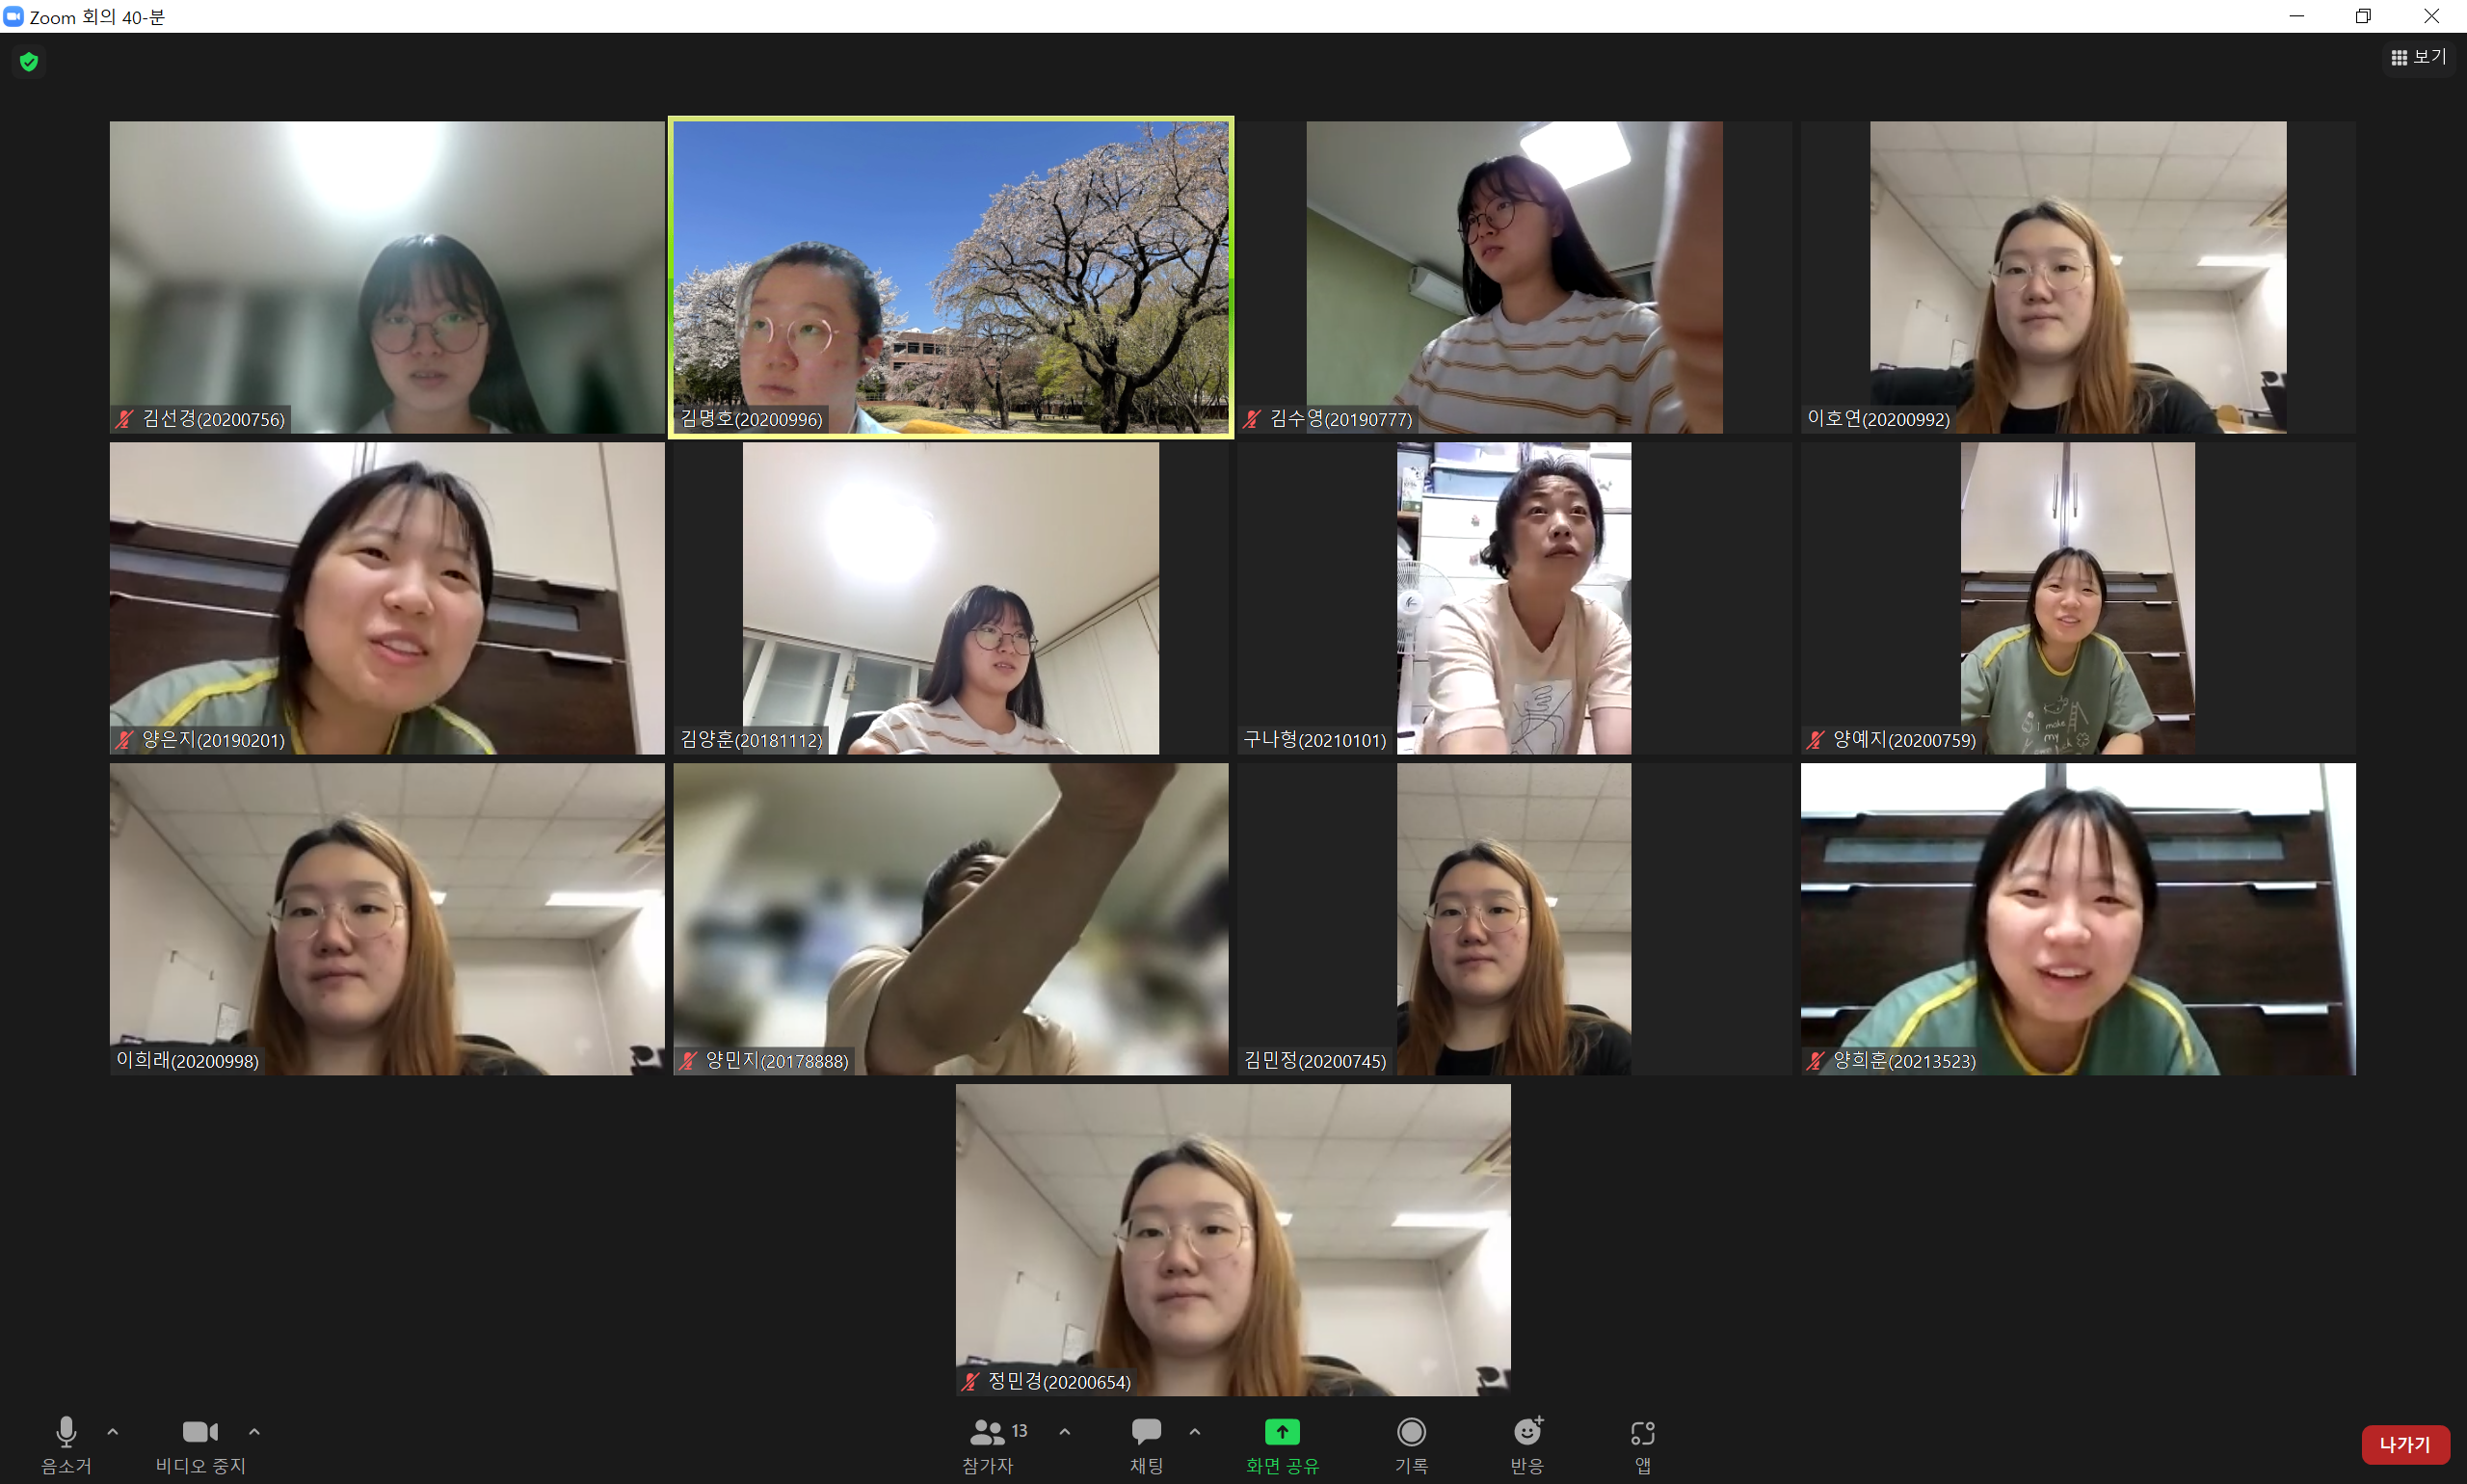 Zoom 회의 40-분
보기
김선경(20200756)
김명호(20200996)
김수영(20190777)
이호연(20200992)
양은지(20190201)
김양훈(20181112)
구나형(20210101)
양예지(20200759)
I make
my
own
이희래(20200998)
양민지(20178888)
김민정(20200745)
양희훈(20213523)
정민경(20200654)
음소거
비디오 중지
13
참가자
채팅
화면 공유
기록
반응
앱
나가기